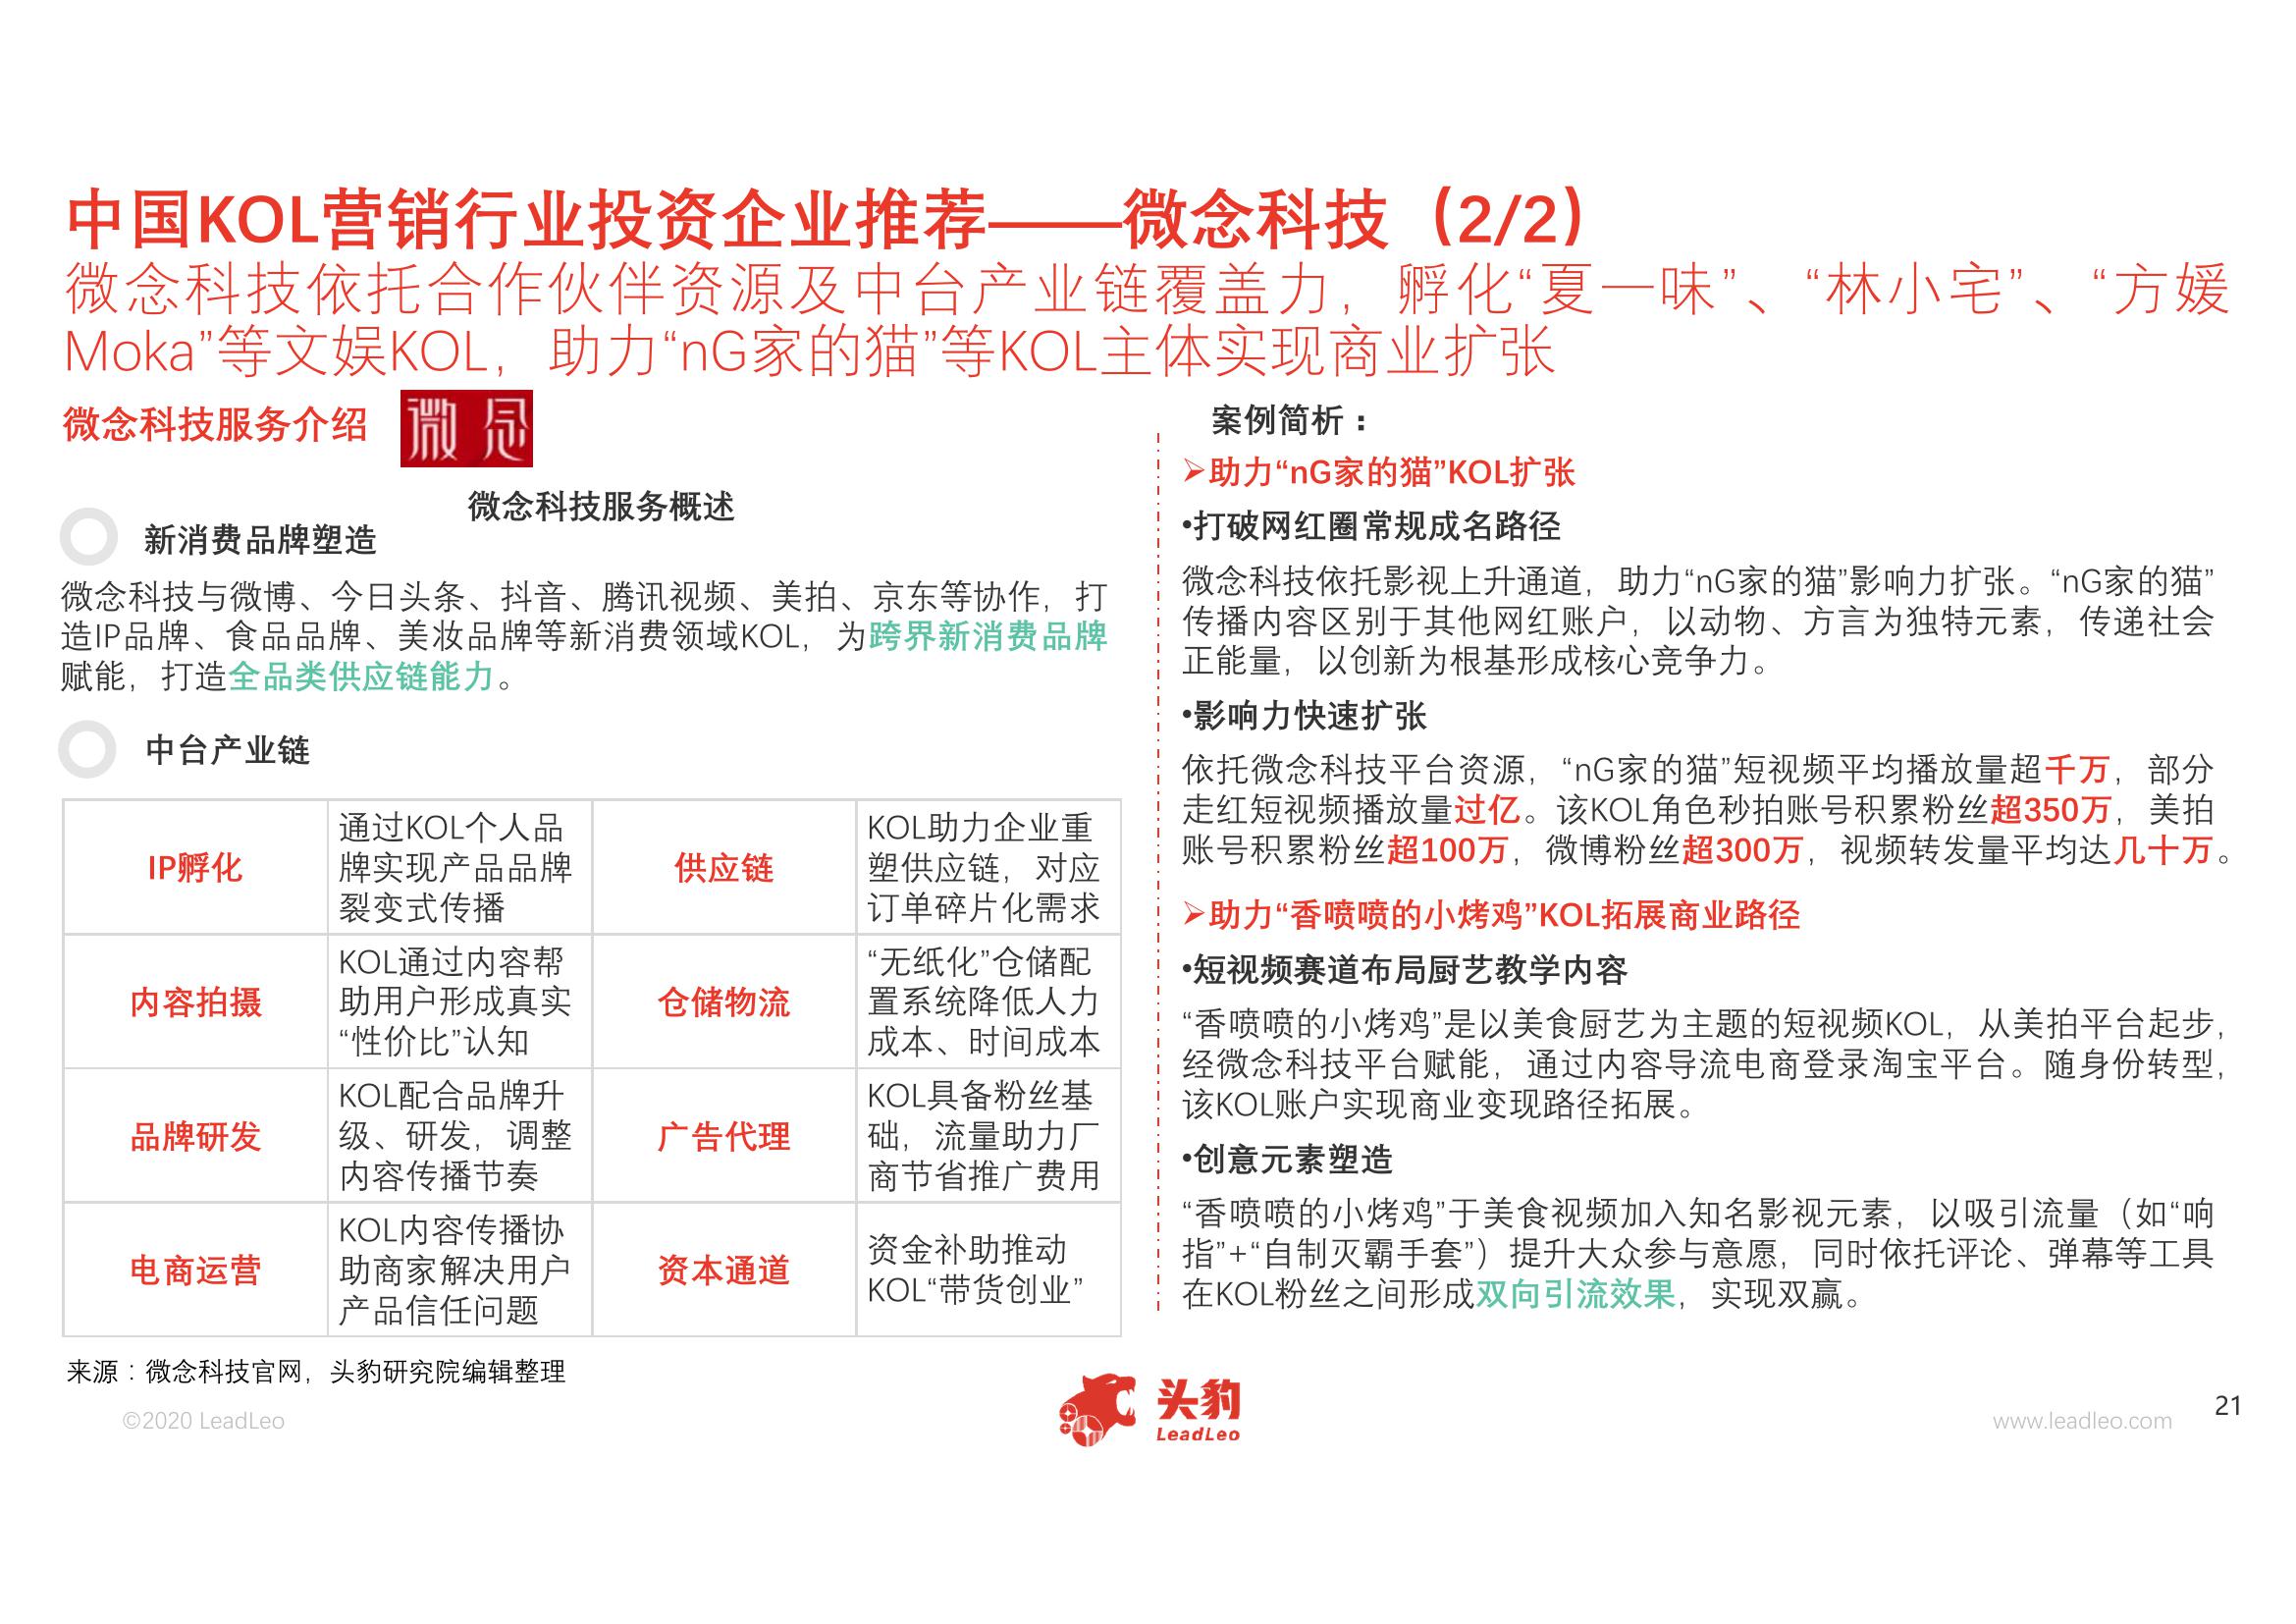 中国KOL营销行业投资企业推荐——微念科技（2/2）
微念科技依托合作伙伴资源及中台产业链覆盖力，孵化“夏一味”、“林小宅”、“方媛
Moka”等文娱KOL，助力“nG家的猫”等KOL主体实现商业扩张
微念科技服务介绍
微念
微念科技服务概述
新消费品牌塑造
微念科技与微博、今日头条、抖音、腾讯视频、美拍、京东等协作，打
造IP品牌、食品品牌、美妆品牌等新消费领域KOL，为跨界新消费品牌
赋能，打造全品类供应链能力。
中台产业链
IP孵化
通过KOL个人品
牌实现产品品牌
裂变式传播
供应链
KOL助力企业重
塑供应链，对应
订单碎片化需求
内容拍摄
KOL通过内容帮
助用户形成真实
“性价比”认知
仓储物流
“无纸化”仓储配
置系统降低人力
成本、时间成本
品牌研发
KOL配合品牌升
级、研发，调整
内容传播节奏
广告代理
KOL具备粉丝基
础，流量助力厂
商节省推广费用
电商运营
KOL内容传播协
助商家解决用户
产品信任问题
资本通道
资金补助推动
KOL“带货创业”
案例简析：
➢助力“nG家的猫”KOL扩张
•打破网红圈常规成名路径
微念科技依托影视上升通道，助力“nG家的猫”影响力扩张。“nG家的猫”
传播内容区别于其他网红账户，以动物、方言为独特元素，传递社会
正能量，以创新为根基形成核心竞争力。
•影响力快速扩张
依托微念科技平台资源，“nG家的猫”短视频平均播放量超千万，部分
走红短视频播放量过亿。该KOL角色秒拍账号积累粉丝超350万，美拍
账号积累粉丝超100万，微博粉丝超300万，视频转发量平均达几十万。
➢助力“香喷喷的小烤鸡”KOL拓展商业路径
•短视频赛道布局厨艺教学内容
“香喷喷的小烤鸡”是以美食厨艺为主题的短视频KOL，从美拍平台起步，
经微念科技平台赋能，通过内容导流电商登录淘宝平台。随身份转型，
该KOL账户实现商业变现路径拓展。
•创意元素塑造
“香喷喷的小烤鸡”于美食视频加入知名影视元素，以吸引流量（如“响
指”+“自制灭霸手套”）提升大众参与意愿，同时依托评论、弹幕等工具
在KOL粉丝之间形成双向引流效果，实现双赢。
来源：微念科技官网，头豹研究院编辑整理
©2020 LeadLeo
头豹
LeadLeo
www.leadleo.com
21